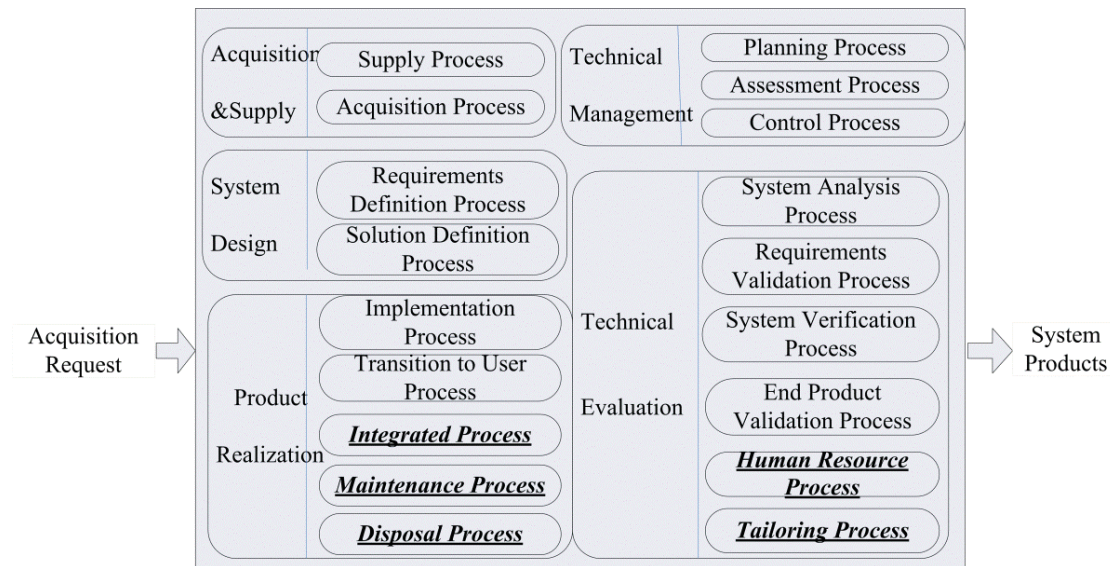 Acquisition
&Supply
Supply Process
Acquisition Process
Technical
Management
Planning Process
Assessment Process
Control Process
System
Design
Requirements
Definition Process
Solution Definition
Process
Product
Realization
Implementation
Process
Transition to User
Process
Integrated Process
Maintenance Process
Disposal Process
Technical
Evaluation
System Analysis
Process
Requirements
Validation Process
System Verification
Process
End Product
Validation Process
Human Resource
Process
Tailoring Process
Acquisition
Request
System
Products